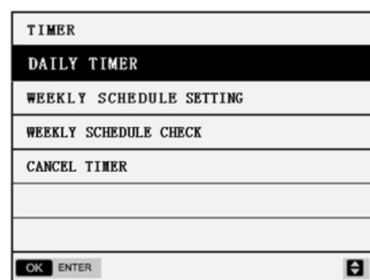 TIMER
DAILY TIMER
WEEKLY SCHEDULE SETTING
WEEKLY SCHEDULE CHECK
CANCEL TIMER
OK ENTER